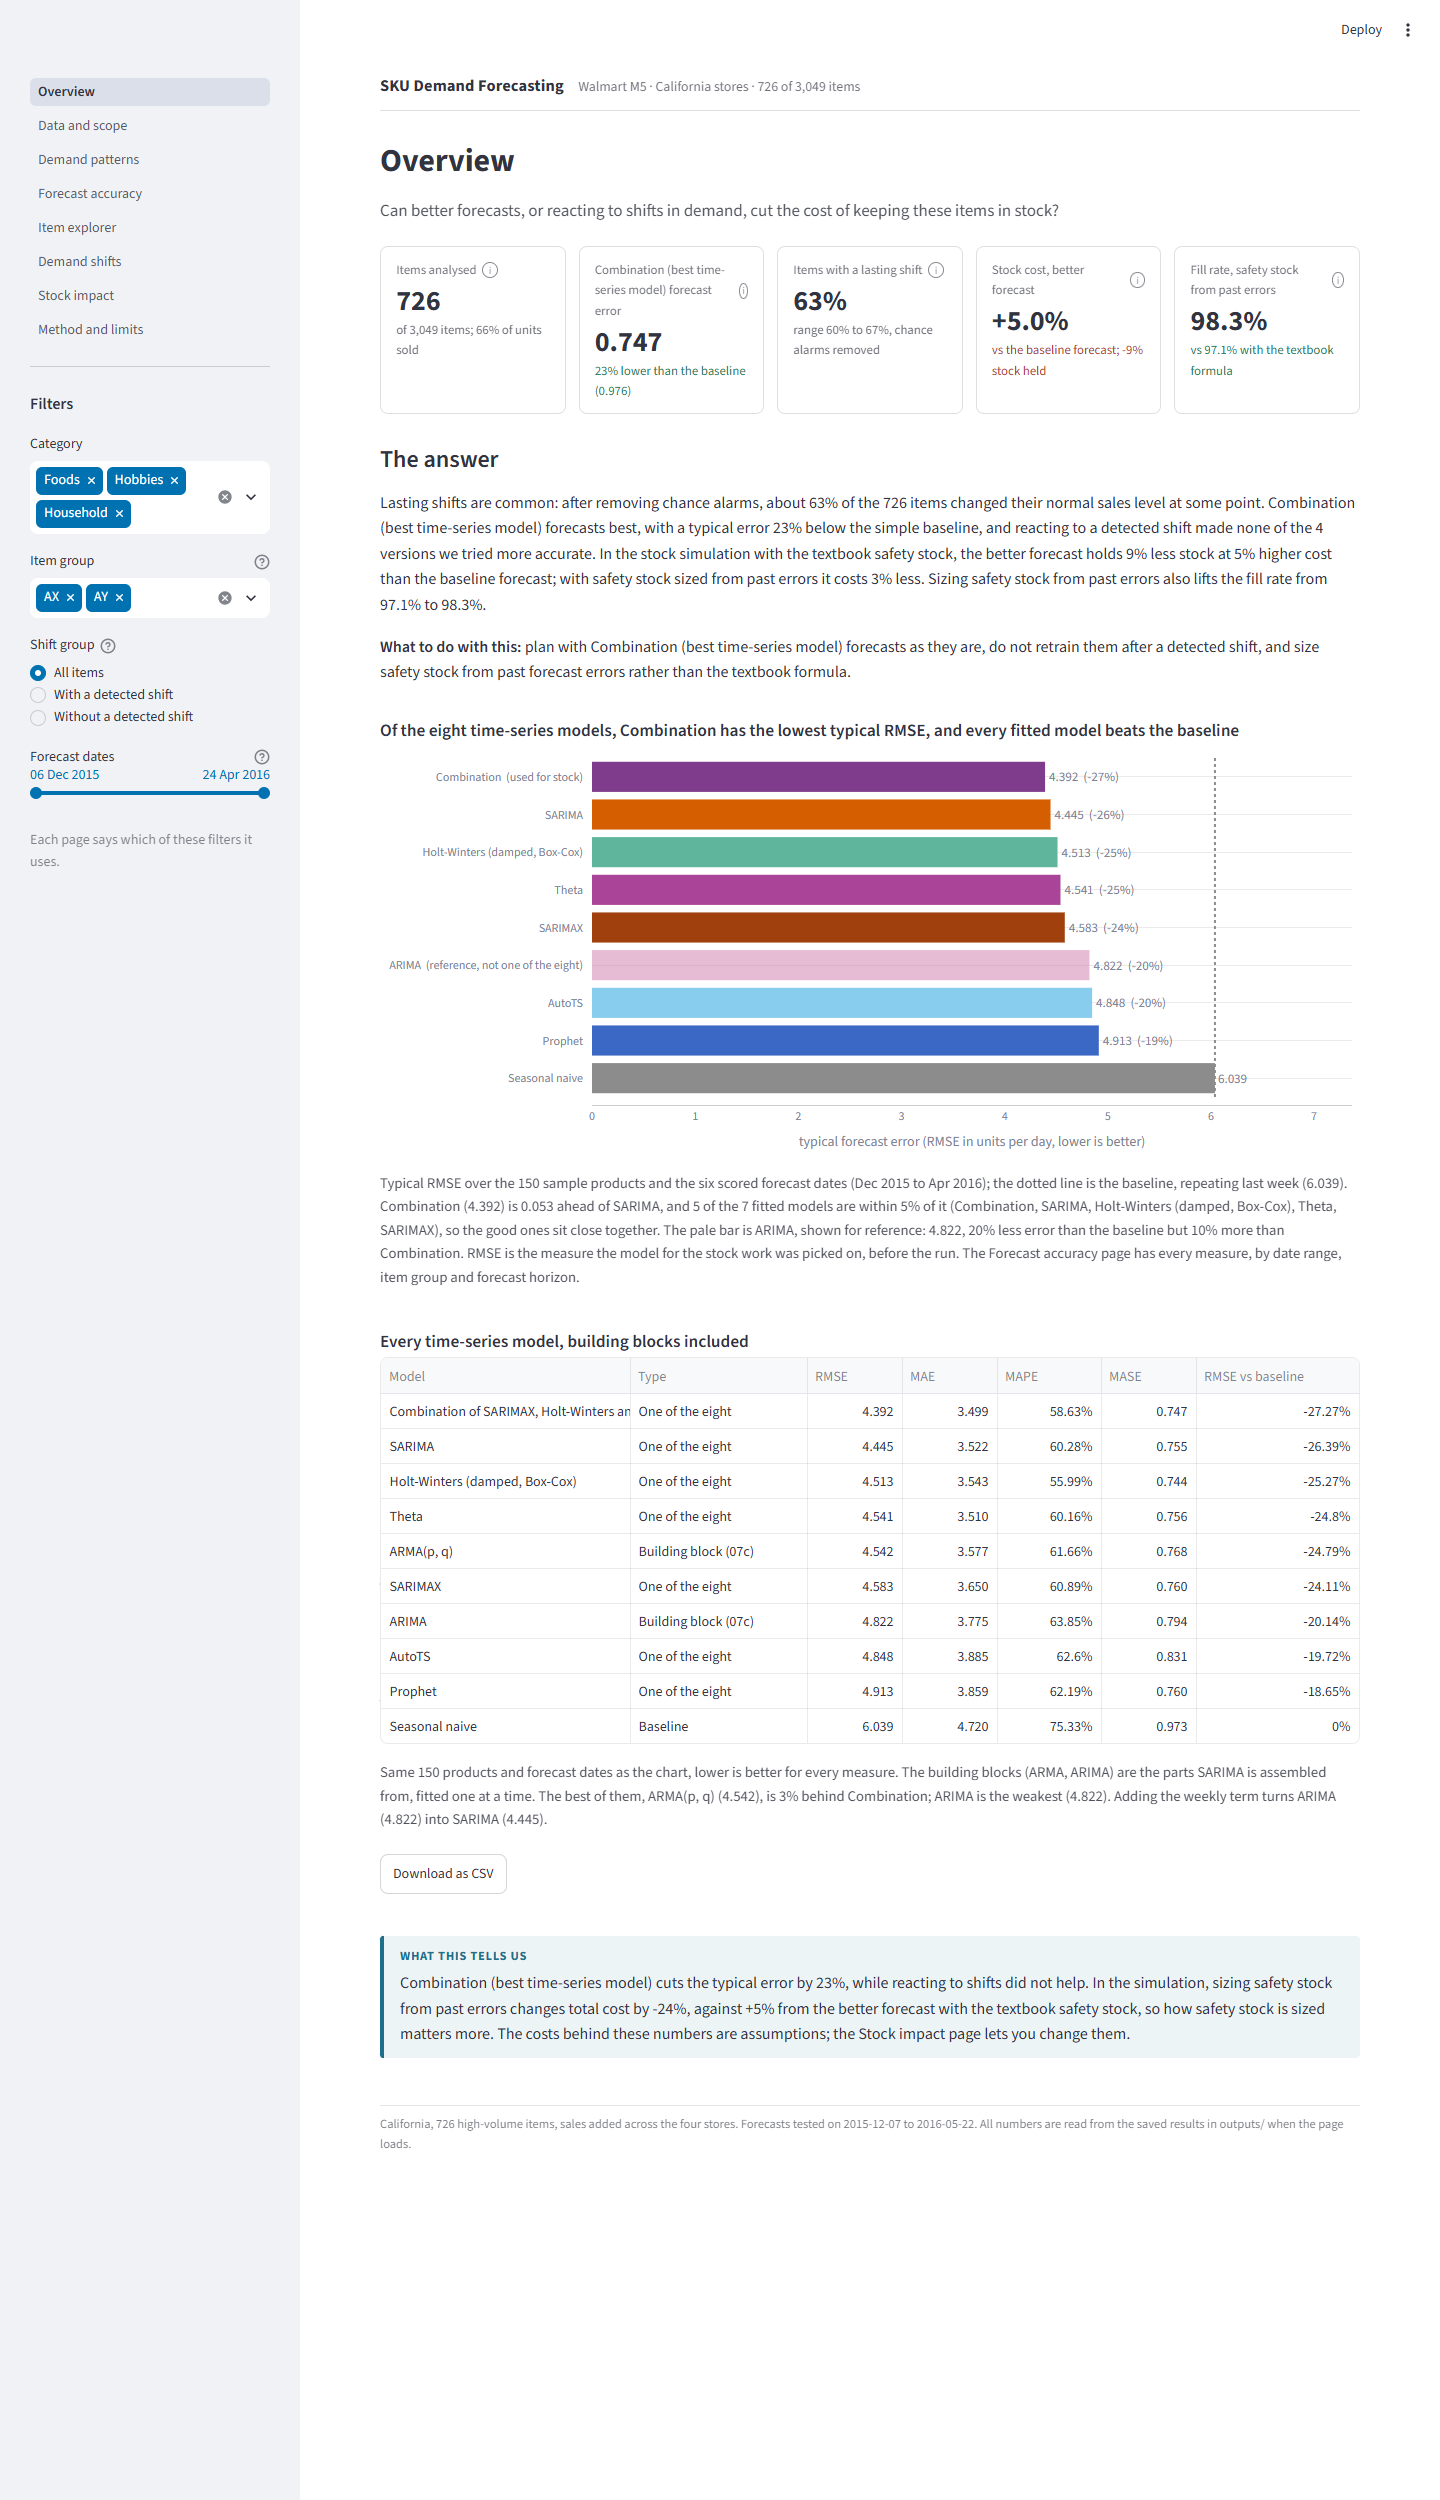 Deploy
Overview
Data and scope
Demand patterns
Forecast accuracy
Item explorer
Demand shifts
Stock impact
Method and limits
Filters
Category
Foods
Hobbies
Household
Item group
AX
AY
Shift group
All items
With a detected shift
Without a detected shift
Forecast dates
06 Dec 2015 24 Apr 2016
Each page says which of these filters it
uses.
SKU Demand Forecasting Walmart M5 · California stores · 726 of 3,049 items
Overview
Can better forecasts, or reacting to shifts in demand, cut the cost of keeping these items in stock?
Items analysed
726
of 3,049 items; 66% of units
sold
Combination (best time-
series model) forecast
error
0.747
23% lower than the baseline
(0.976)
Items with a lasting shift
63%
range 60% to 67%, chance
alarms removed
Stock cost, better
forecast
+5.0%
vs the baseline forecast; -9%
stock held
Fill rate, safety stock
from past errors
98.3%
vs 97.1% with the textbook
formula
The answer
Lasting shifts are common: after removing chance alarms, about 63% of the 726 items changed their normal sales level at some point. Combination
(best time-series model) forecasts best, with a typical error 23% below the simple baseline, and reacting to a detected shift made none of the 4
versions we tried more accurate. In the stock simulation with the textbook safety stock, the better forecast holds 9% less stock at 5% higher cost
than the baseline forecast; with safety stock sized from past errors it costs 3% less. Sizing safety stock from past errors also lifts the fill rate from
97.1% to 98.3%.
What to do with this: plan with Combination (best time-series model) forecasts as they are, do not retrain them after a detected shift, and size
safety stock from past forecast errors rather than the textbook formula.
Of the eight time-series models, Combination has the lowest typical RMSE, and every fitted model beats the baseline
Combination (used for stock) 4.392 (-27%)
SARIMA 4.445 (-26%)
Holt-Winters (damped, Box-Cox) 4.513 (-25%)
Theta 4.541 (-25%)
SARIMAX 4.583 (-24%)
ARIMA (reference, not one of the eight) 4.822 (-20%)
AutoTS 4.848 (-20%)
Prophet 4.913 (-19%)
Seasonal naive 6.039
0 1 2 3 4 5 6 7
typical forecast error (RMSE in units per day, lower is better)
Typical RMSE over the 150 sample products and the six scored forecast dates (Dec 2015 to Apr 2016); the dotted line is the baseline, repeating last week (6.039).
Combination (4.392) is 0.053 ahead of SARIMA, and 5 of the 7 fitted models are within 5% of it (Combination, SARIMA, Holt-Winters (damped, Box-Cox), Theta,
SARIMAX), so the good ones sit close together. The pale bar is ARIMA, shown for reference: 4.822, 20% less error than the baseline but 10% more than
Combination. RMSE is the measure the model for the stock work was picked on, before the run. The Forecast accuracy page has every measure, by date range,
item group and forecast horizon.
Every time-series model, building blocks included
Model Type RMSE MAE MAPE MASE RMSE vs baseline
Combination of SARIMAX, Holt-Winters an One of the eight 4.392 3.499 58.63% 0.747 -27.27%
SARIMA One of the eight 4.445 3.522 60.28% 0.755 -26.39%
Holt-Winters (damped, Box-Cox) One of the eight 4.513 3.543 55.99% 0.744 -25.27%
Theta One of the eight 4.541 3.510 60.16% 0.756 -24.8%
ARMA(p, q) Building block (07c) 4.542 3.577 61.66% 0.768 -24.79%
SARIMAX One of the eight 4.583 3.650 60.89% 0.760 -24.11%
ARIMA Building block (07c) 4.822 3.775 63.85% 0.794 -20.14%
AutoTS One of the eight 4.848 3.885 62.6% 0.831 -19.72%
Prophet One of the eight 4.913 3.859 62.19% 0.760 -18.65%
Seasonal naive Baseline 6.039 4.720 75.33% 0.973 0%
Same 150 products and forecast dates as the chart, lower is better for every measure. The building blocks (ARMA, ARIMA) are the parts SARIMA is assembled
from, fitted one at a time. The best of them, ARMA(p, q) (4.542), is 3% behind Combination; ARIMA is the weakest (4.822). Adding the weekly term turns ARIMA
(4.822) into SARIMA (4.445).
Download as CSV
WHAT THIS TELLS US
Combination (best time-series model) cuts the typical error by 23%, while reacting to shifts did not help. In the simulation, sizing safety stock
from past errors changes total cost by -24%, against +5% from the better forecast with the textbook safety stock, so how safety stock is sized
matters more. The costs behind these numbers are assumptions; the Stock impact page lets you change them.
California, 726 high-volume items, sales added across the four stores. Forecasts tested on 2015-12-07 to 2016-05-22. All numbers are read from the saved results in outputs/ when the page
loads.